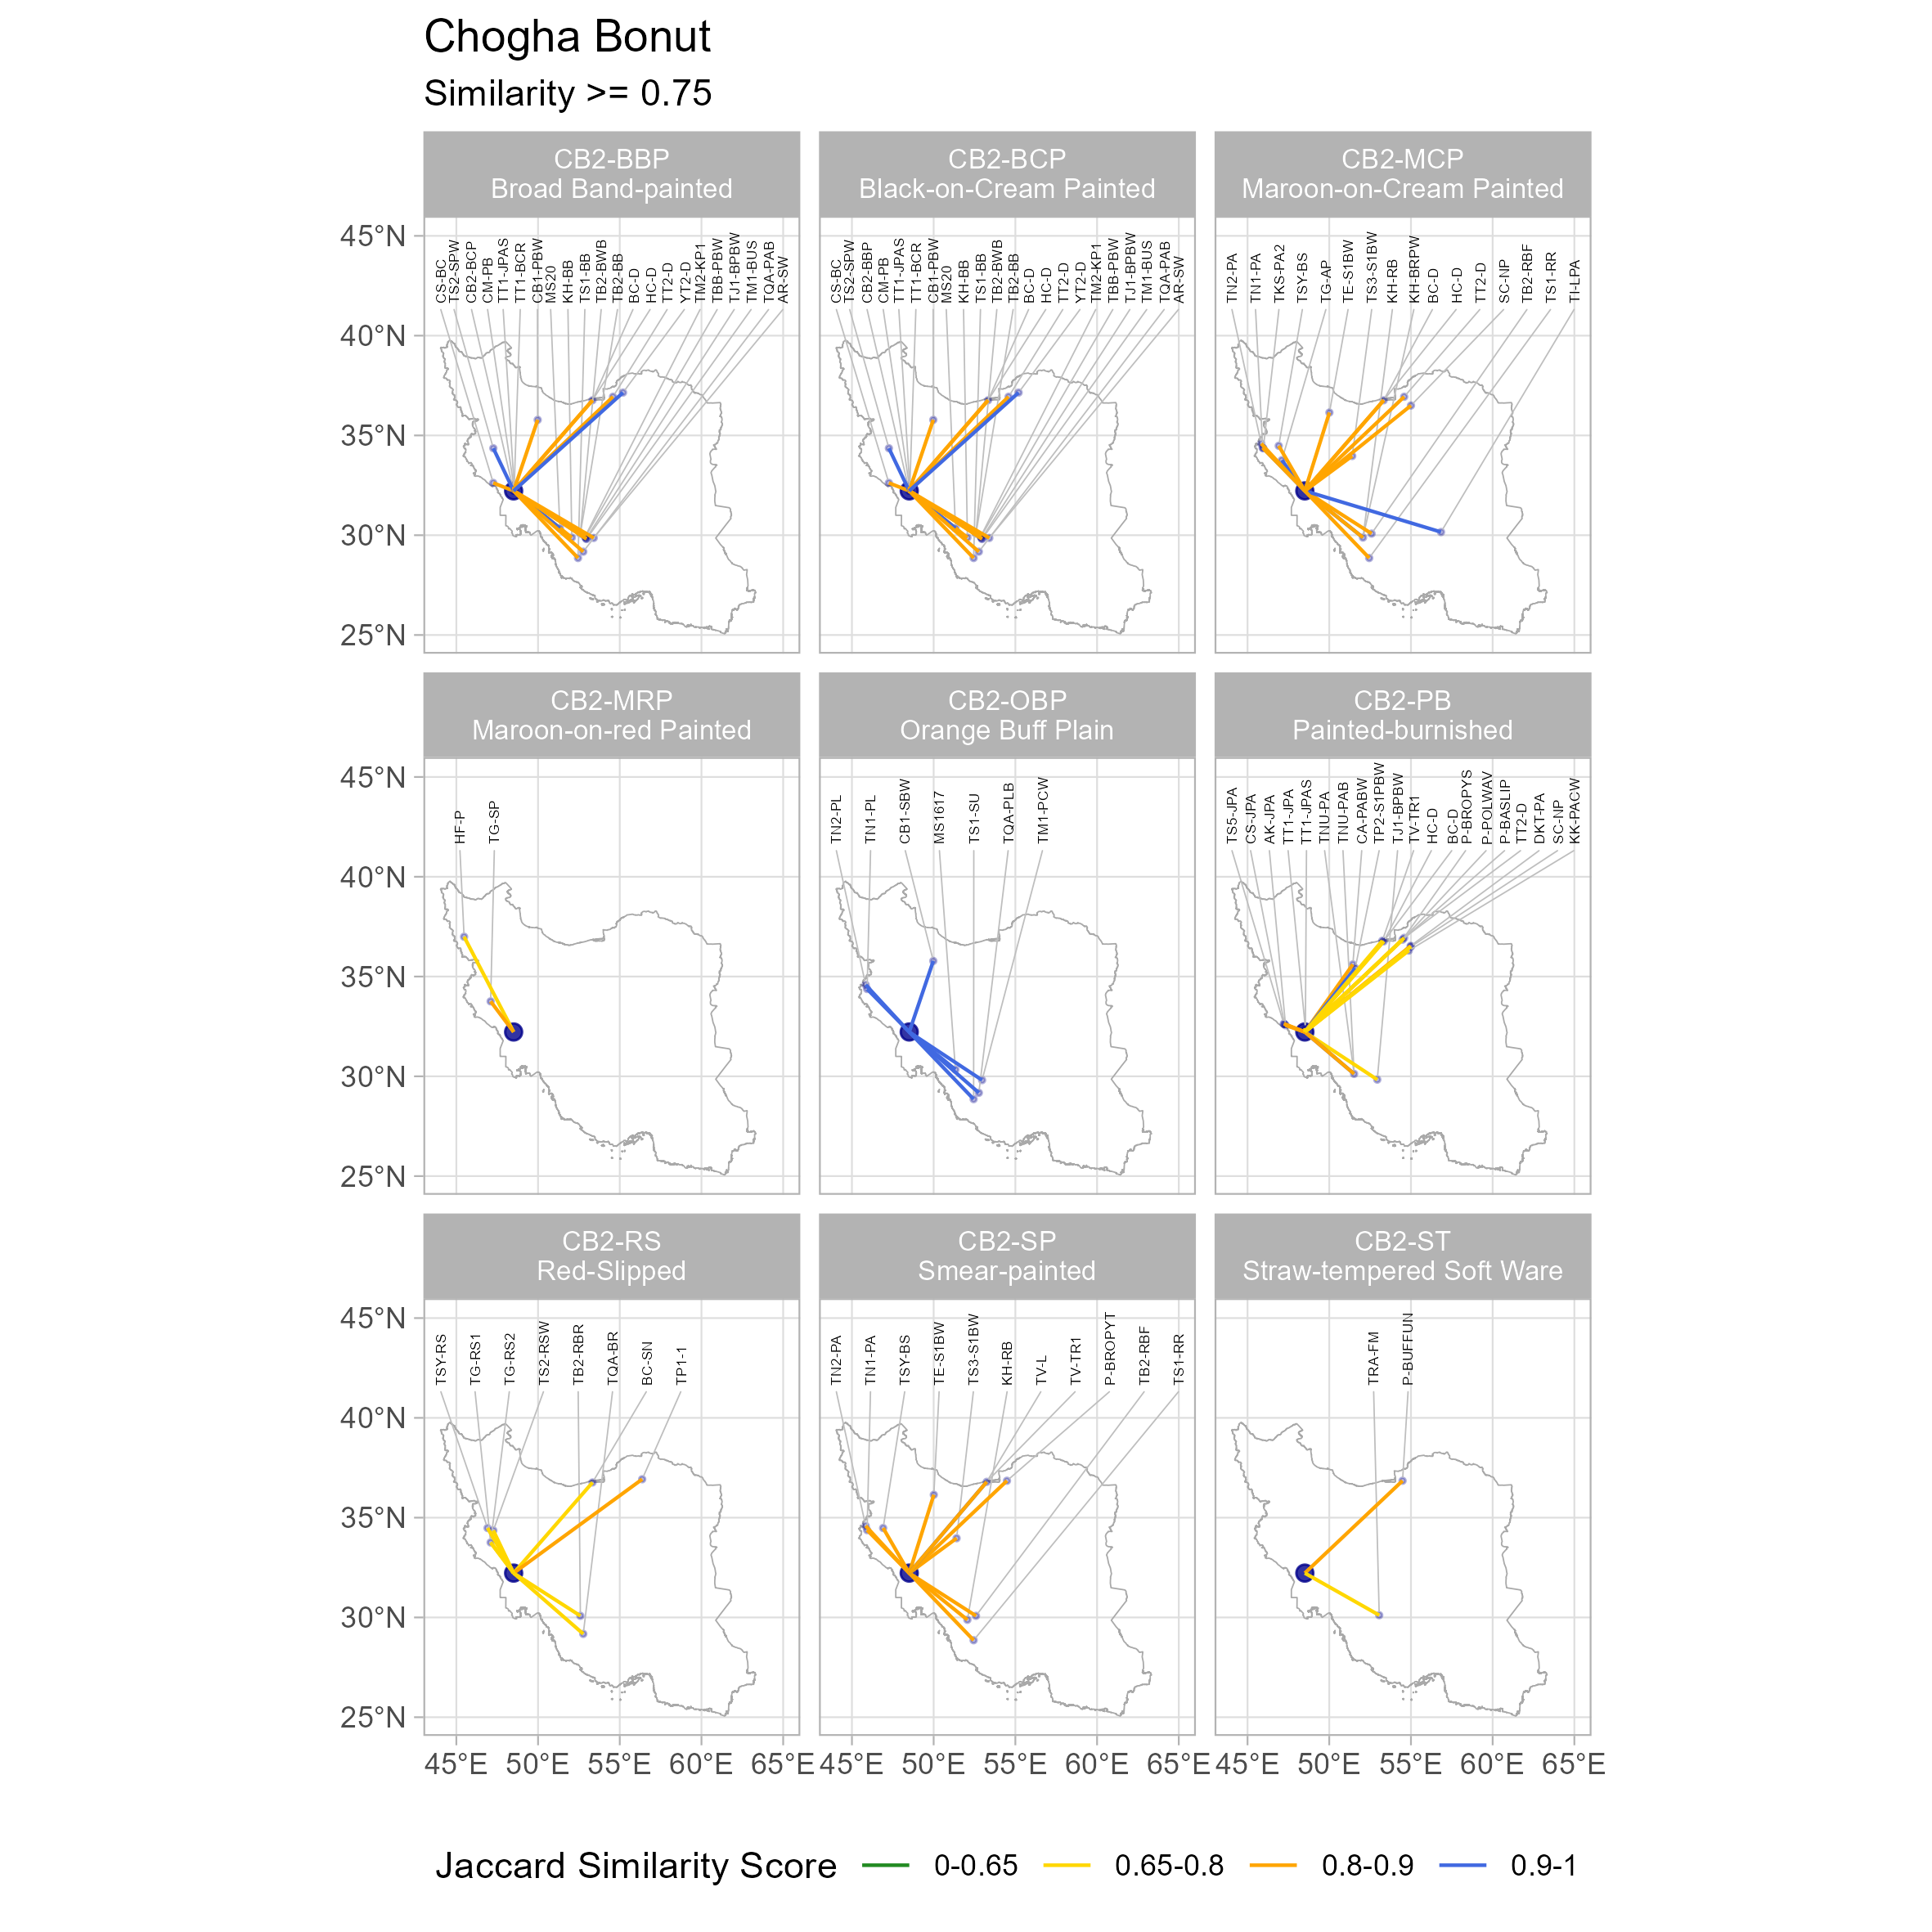 Chogha Bonut
Similarity >= 0.75
CB2-BBP
Broad Band-painted
CB2-BCP
Black-on-Cream Painted
CB2-MCP
Maroon-on-Cream Painted
45°N
40°N
35°N
30°N
25°N
CS-BC
TS2-SPW
CB2-BCP
CM-PB
TT1-JPAS
TT1-BCR
CB1-PBW
MS20
KH-BB
TS1-BB
TB2-BWB
TB2-BB
BC-D
HC-D
TT2-D
YT2-D
TM2-KP1
TBB-PBW
TJ1-BPBW
TM1-BUS
TQA-PAB
AR-SW
CS-BC
TS2-SPW
CB2-BBP
CM-PB
TT1-JPAS
TT1-BCR
CB1-PBW
MS20
KH-BB
TS1-BB
TB2-BWB
TB2-BB
BC-D
HC-D
TT2-D
YT2-D
TM2-KP1
TBB-PBW
TJ1-BPBW
TM1-BUS
TQA-PAB
AR-SW
TN2-PA
TN1-PA
TKS-PA2
TSY-BS
TG-AP
TE-S1BW
TS3-S1BW
KH-RB
KH-BRPW
BC-D
HC-D
TT2-D
SC-NP
TB2-RBF
TS1-RR
TI-LPA
CB2-MRP
Maroon-on-red Painted
CB2-OBP
Orange Buff Plain
CB2-PB
Painted-burnished
45°N
40°N
35°N
30°N
25°N
HF-P
TG-SP
TN2-PL
TN1-PL
CB1-SBW
MS1617
TS1-SU
TQA-PLB
TM1-PCW
TS5-JPA
CS-JPA
AK-JPA
TT1-JPA
TT1-JPAS
TNU-PA
TNU-PAB
CA-PABW
TP2-S1PBW
TJ1-BPBW
TV-TR1
HC-D
BC-D
P-BROPYS
P-POLWAV
P-BASLIP
TT2-D
DKT-PA
SC-NP
KK-PACW
CB2-RS
Red-Slipped
CB2-SP
Smear-painted
CB2-ST
Straw-tempered Soft Ware
45°N
40°N
35°N
30°N
25°N
TSY-RS
TG-RS1
TG-RS2
TS2-RSW
TB2-RBR
TQA-BR
BC-SN
TP1-1
TN2-PA
TN1-PA
TSY-BS
TE-S1BW
TS3-S1BW
KH-RB
TV-L
TV-TR1
P-BROPYT
TB2-RBF
TS1-RR
TRA-FM
P-BUFFUN
45°E 50°E 55°E 60°E 65°E 45°E 50°E 55°E 60°E 65°E 45°E 50°E 55°E 60°E 65°E
Jaccard Similarity Score 0-0.65 0.65-0.8 0.8-0.9 0.9-1